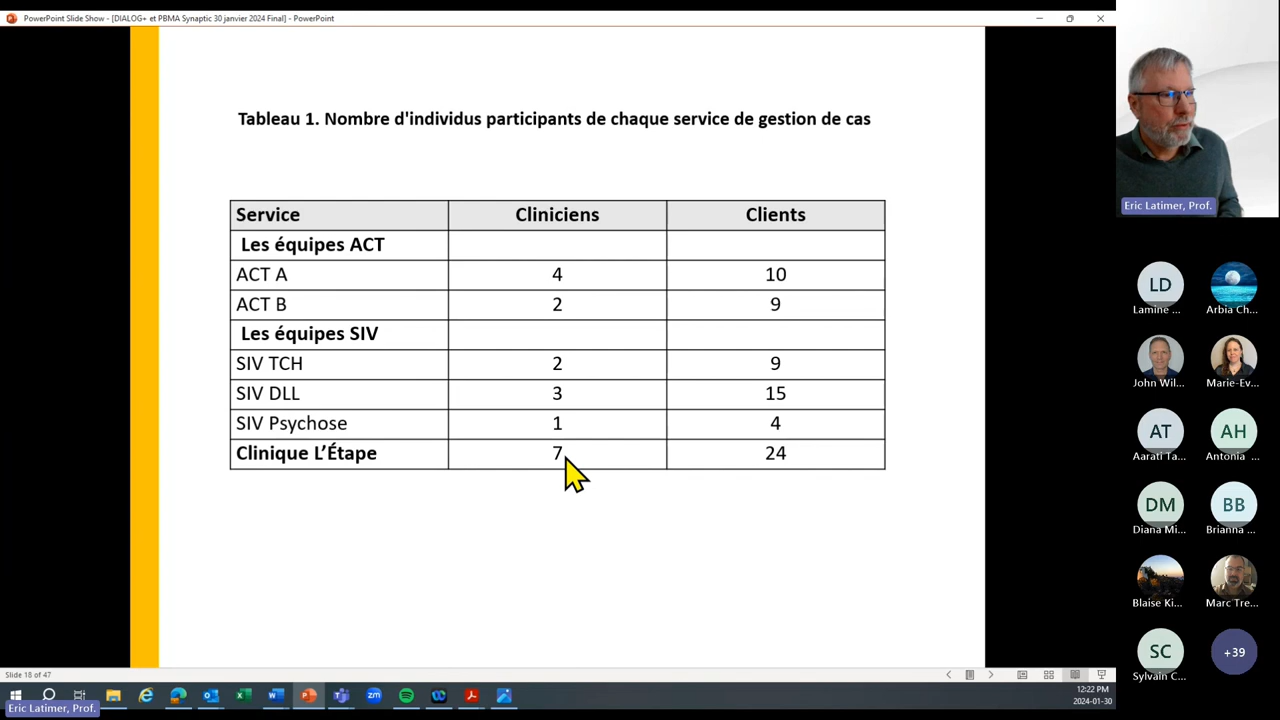 PowerPoint Slide Show - [DIALOG+ et PBMA Synaptic 30 janvier 2024 Final] - PowerPoint
Tableau 1. Nombre d'individus participants de chaque service de gestion de cas
Service Cliniciens Clients
Les équipes ACT
ACT A 4 10
ACT B 2 9
Les équipes SIV
SIV TCH 2 9
SIV DLL 3 15
SIV Psychose 1 4
Clinique L’Étape 7 24
Eric Latimer, Prof.
LD
Lamine ... Arbia Ch...
John Wil... Marie-Ev...
AT AH
Aarati Ta... Antonia ...
DM BB
Diana Mi... Brianna ...
Blaise Ki... Marc Tre...
SC +39
Sylvain C...
Slide 18 of 47
12:22 PM
2024-01-30
Eric Latimer, Prof.